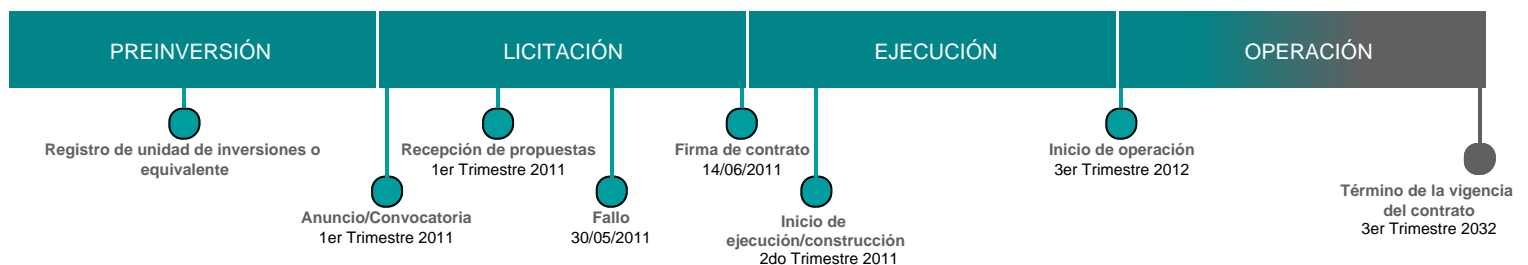 PREINVERSIÓN
LICITACIÓN
EJECUCIÓN
OPERACIÓN
Registro de unidad de inversiones o
equivalente
Anuncio/Convocatoria
1er Trimestre 2011
Recepción de propuestas
1er Trimestre 2011
Fallo
30/05/2011
Firma de contrato
14/06/2011
Inicio de
ejecución/construcción
2do Trimestre 2011
Inicio de operación
3er Trimestre 2012
Término de la vigencia
del contrato
3er Trimestre 2032